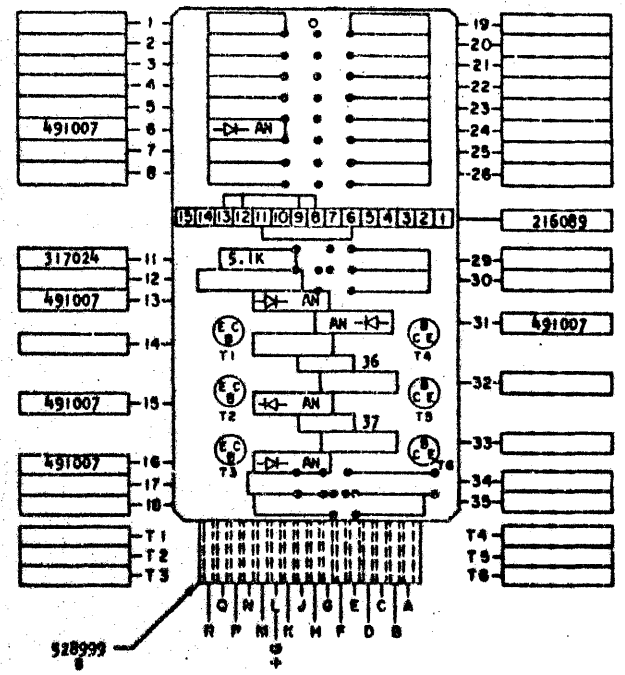 1 19
2 20
3 21
4 22
5 23
491007 6 AN 24
7 25
8 26
15 14 13 12 11 10 9 8 7 6 5 4 3 2 1 216089
317024 11 5.1K 29
12 30
491007 13 AN
AN 31 491007
E C B B C E
14 T1 T4
36
E C B B C E 32
491007 15 AN
T2 T5
37
E C B B C E 33
491007 16 AN
T3 T6
17 34
18 35
T1 T4
T2 T5
T3 T6
Q N L J G E C A
R P M K H F D B
+
528999